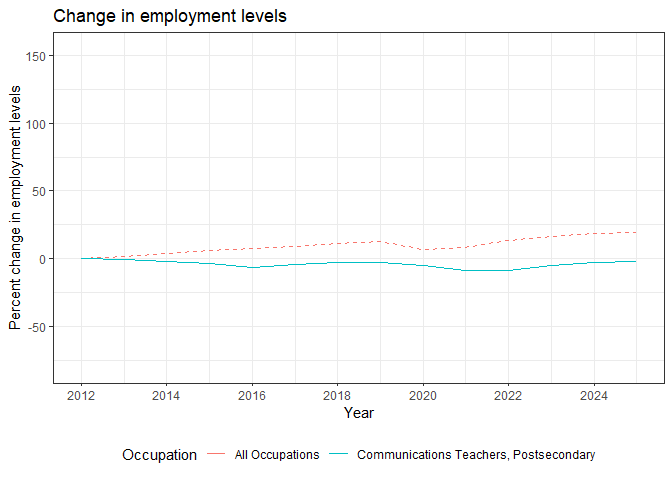 Change in employment levels
Percent change in employment levels
150
100
50
0
-50
2012 2014 2016 2018 2020 2022 2024
Year
Occupation All Occupations Communications Teachers, Postsecondary